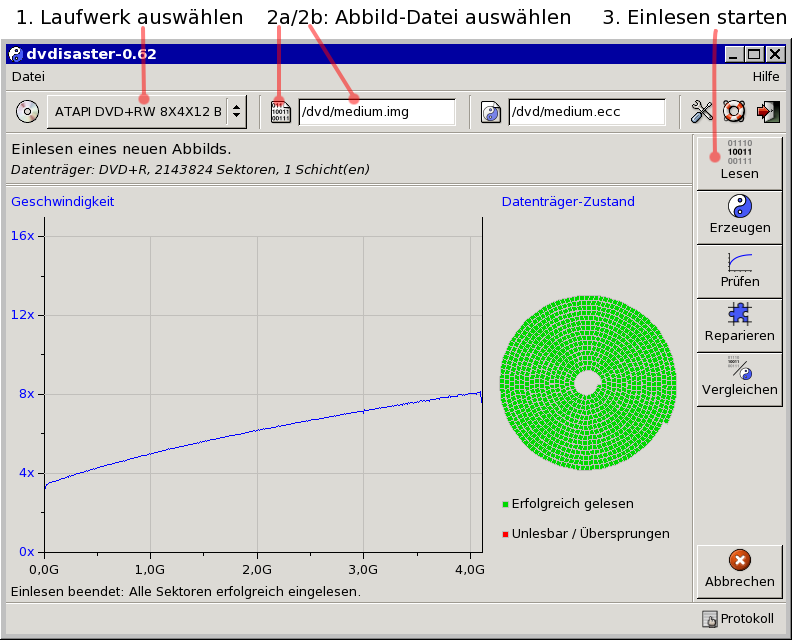 1. Laufwerk auswählen 2a/2b: Abbild-Datei auswählen 3. Einlesen starten
dvdisaster-0.62
Datei Hilfe
ATAPI DVD+RW 8X4X12 B /dvd/medium.img /dvd/medium.ecc
Einlesen eines neuen Abbilds.
Datenträger: DVD+R, 2143824 Sektoren, 1 Schicht(en)
01110
10011
00111
Lesen
Erzeugen
Prüfen
Reparieren
Vergleichen
Geschwindigkeit
16x
12x
8x
4x
0x
0,0G 1,0G 2,0G 3,0G 4,0G
Datenträger-Zustand
Erfolgreich gelesen
Unlesbar / Übersprungen
Abbrechen
Einlesen beendet: Alle Sektoren erfolgreich eingelesen.
Protokoll